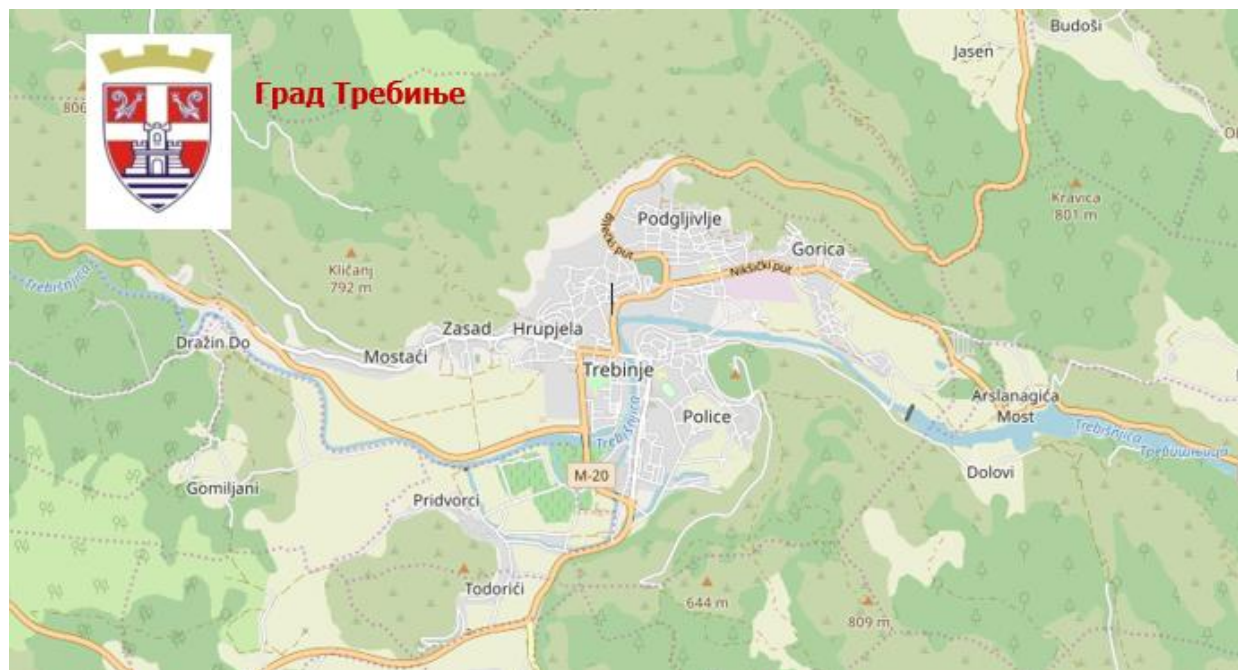 Budoši
Jasen
806
Град Требиње
Kravica
801 m
Bilećki put
Podgljivlje
Gorica
Nikšićki put
Kličanj
792 m
Trebišnjica
Dražin Do
Mostaći
Zasad
Hrupjela
Trebinje
Police
Trebišnjica
Arslanagića
Most
Trebišnjica
Требишњица
Dolovi
M-20
Gomiljani
Pridvorci
Todorići
644 m
809 m